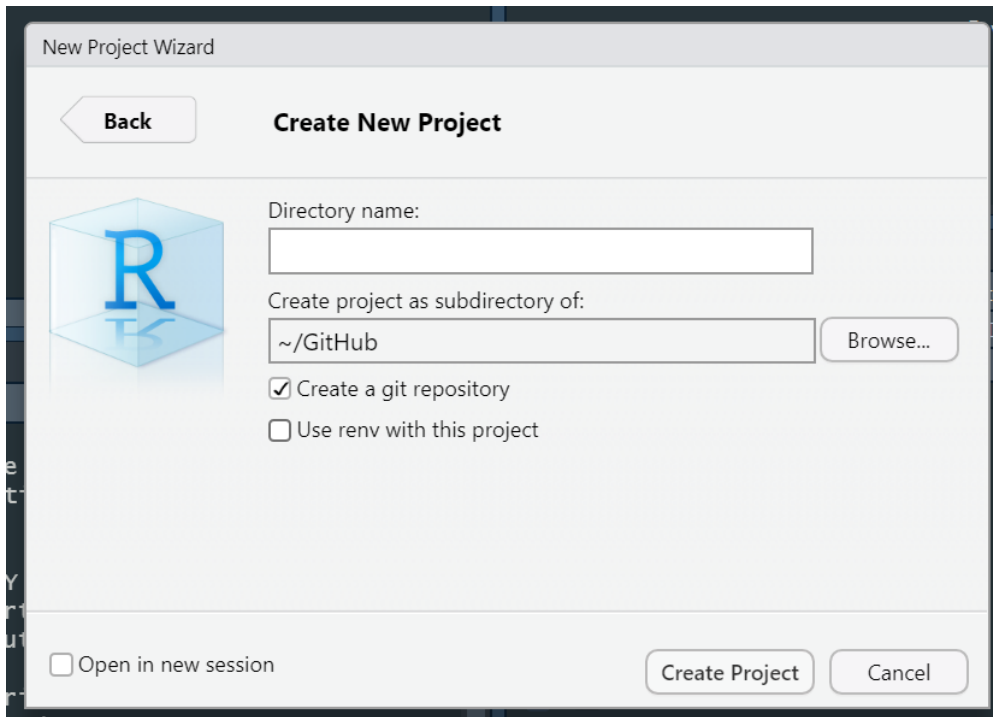 New Project Wizard
Back
Create New Project
R
Directory name:
Create project as subdirectory of:
~/GitHub
Browse...
Create a git repository
Use renv with this project
Open in new session
Create Project
Cancel